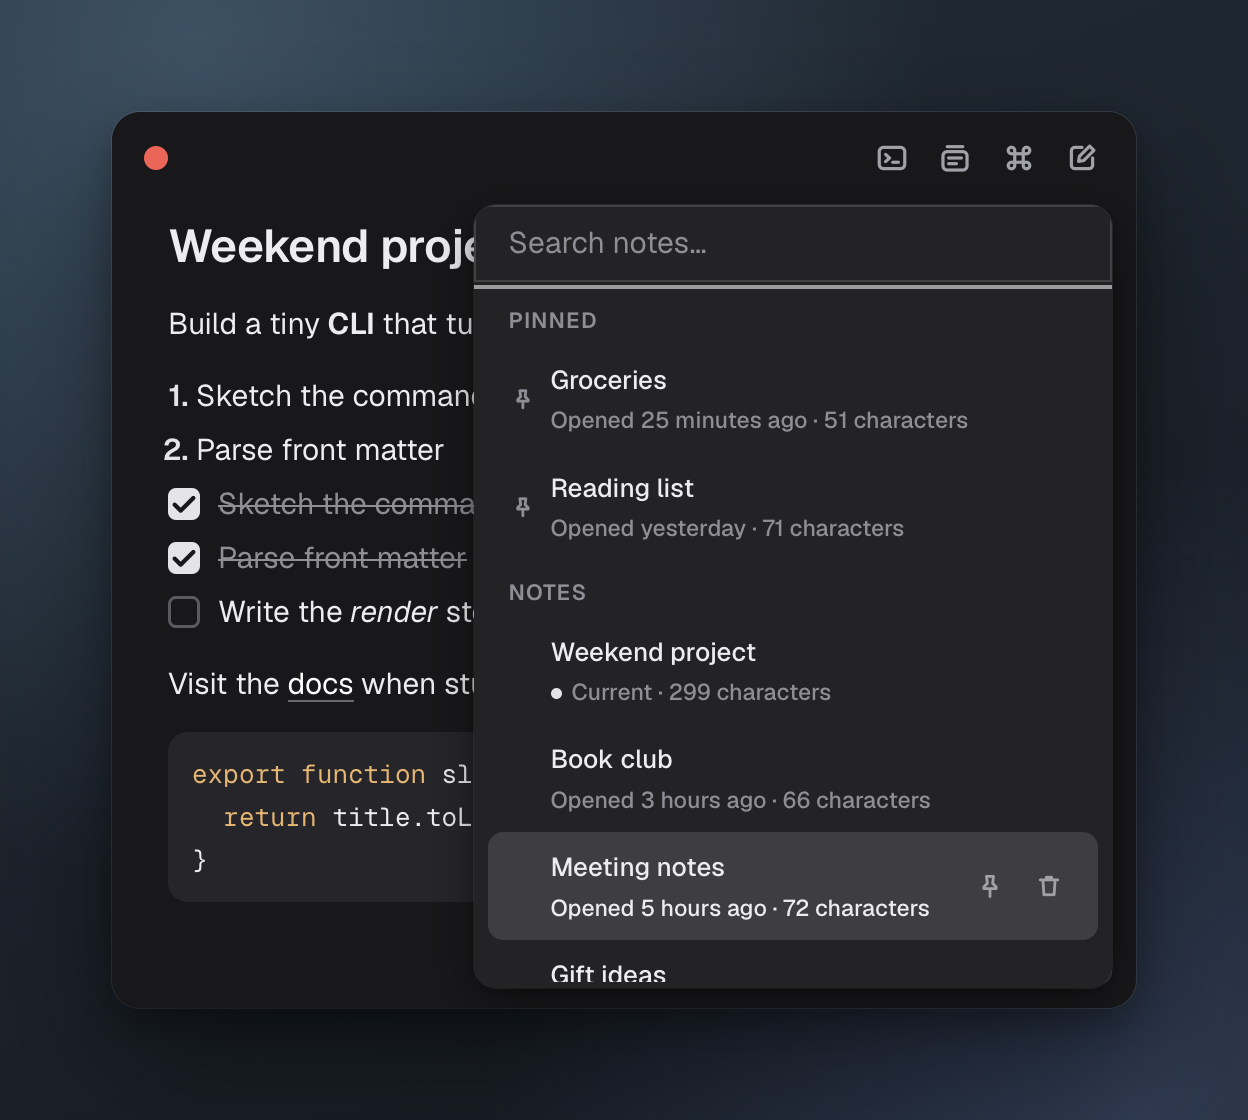 Weekend proje
Build a tiny CLI that tu
1. Sketch the comman
2. Parse front matter
Sketch the comma
Parse front matter
Write the render st
Visit the docs when st
export function sl
return title.toL
}
Search notes…
PINNED
Groceries
Opened 25 minutes ago · 51 characters
Reading list
Opened yesterday · 71 characters
NOTES
Weekend project
Current · 299 characters
Book club
Opened 3 hours ago · 66 characters
Meeting notes
Opened 5 hours ago · 72 characters
Gift ideas